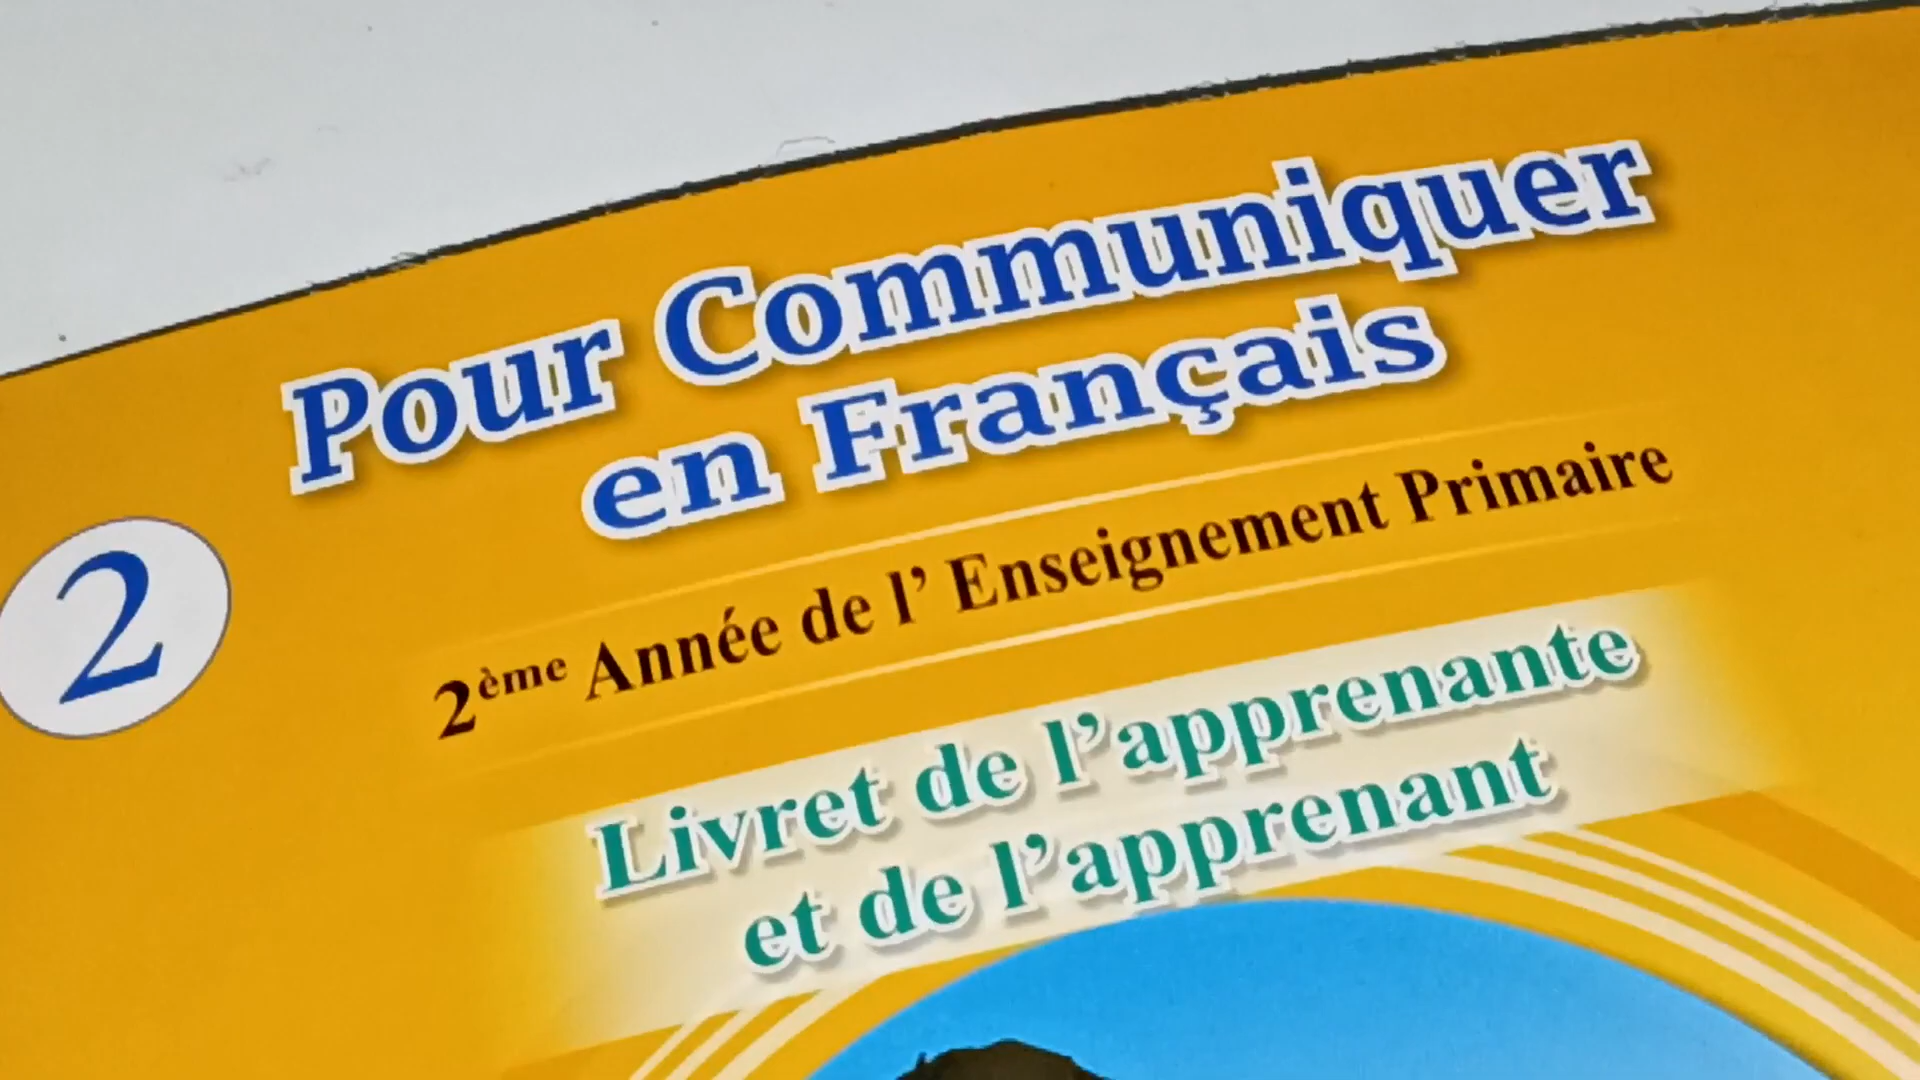 Pour Communiquer
en Français
2
2ème Année de l' Enseignement Primaire
Livret de l'apprenante
et de l'apprenant